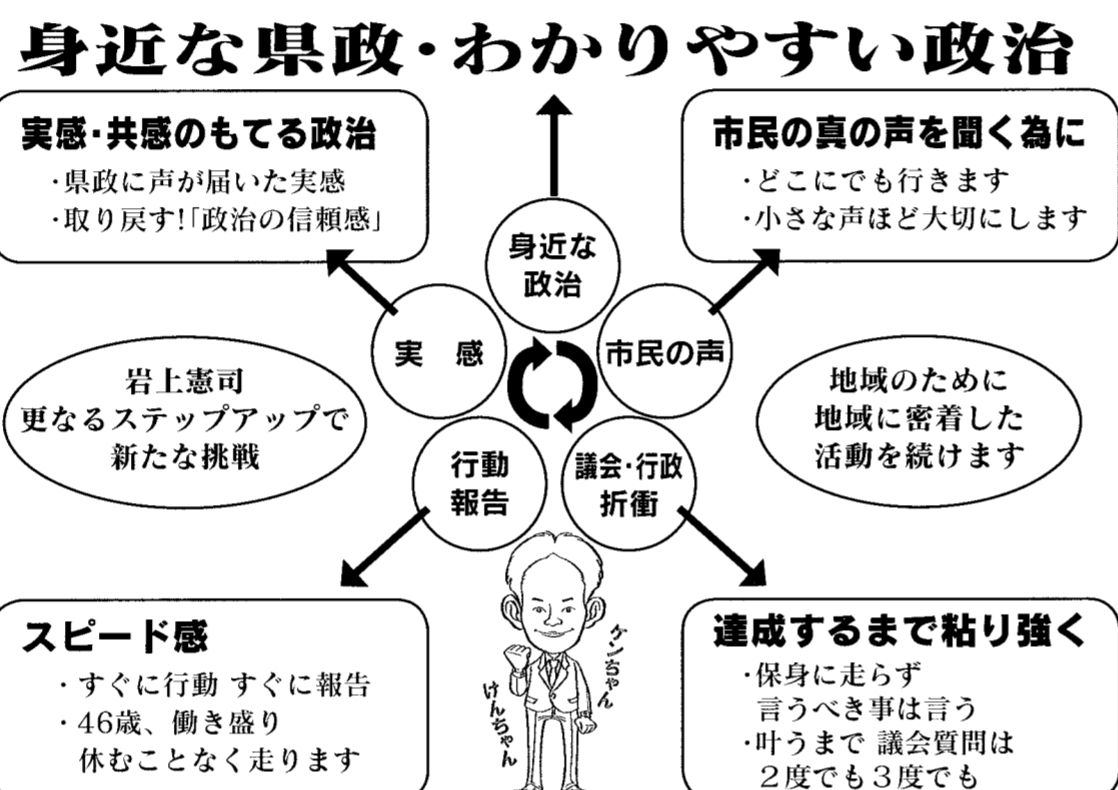 身近な県政・わかりやすい政治
実感・共感のもてる政治
・県政に声が届いた実感
・取り戻す!「政治の信頼感」
市民の真の声を聞く為に
・どこにでも行きます
・小さな声ほど大切にします
身近な
政治
実 感
市民の声
行動
報告
議会・行政
折衝
岩上憲司
更なるステップアップで
新たな挑戦
地域のために
地域に密着した
活動を続けます
スピード感
・すぐに行動 すぐに報告
・46歳、働き盛り
休むことなく走ります
けんちゃん
ケンちゃん
達成するまで粘り強く
・保身に走らず
言うべき事は言う
・叶うまで 議会質問は
２度でも３度でも